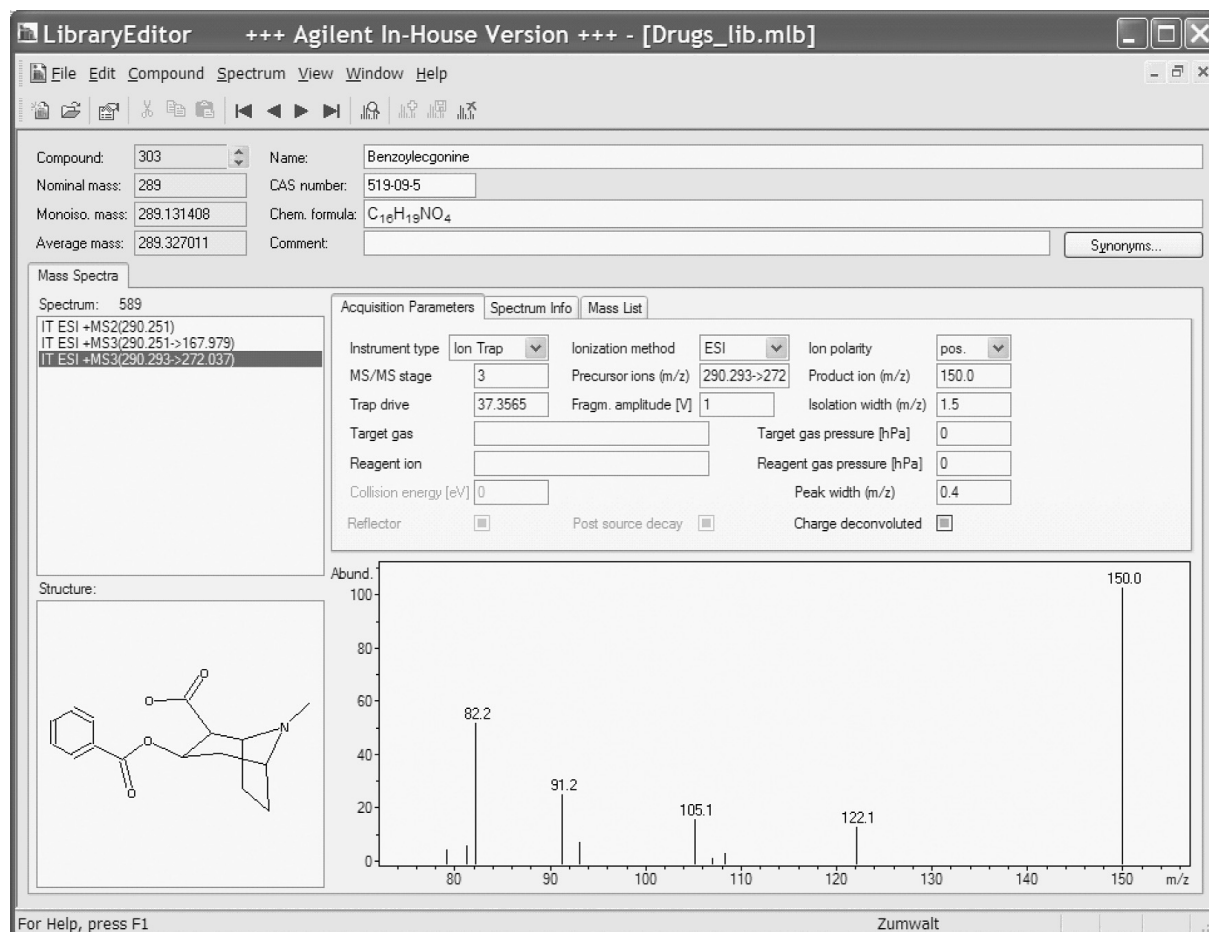 LibraryEditor +++ Agilent In-House Version +++ - [Drugs_lib.mlb]
File Edit Compound Spectrum View Window Help
Compound: 303 Name: Benzoylecgonine
Nominal mass: 289 CAS number: 519-09-5
Monoiso. mass: 289.131408 Chem. formula: C₁₆H₁₉NO₄
Average mass: 289.327011 Comment: Synonyms...
Mass Spectra
Spectrum: 589
IT ESI +MS2(290.251)
IT ESI +MS3(290.251->167.979)
IT ESI +MS3(290.293->272.037)
Acquisition Parameters Spectrum Info Mass List
Instrument type Ion Trap Ionization method ESI Ion polarity pos.
MS/MS stage 3 Precursor ions (m/z) 290.293->272 Product ion (m/z) 150.0
Trap drive 37.3565 Fragm. amplitude [V] 1 Isolation width (m/z) 1.5
Target gas Target gas pressure [hPa] 0
Reagent ion Reagent gas pressure [hPa] 0
Collision energy [eV] 0 Peak width (m/z) 0.4
Reflector Post source decay Charge deconvoluted
Structure:
O
O
N
O
O
Abund.
100
80
60
40
20
0
150.0
82.2
91.2
105.1
122.1
80 90 100 110 120 130 140 150 m/z
For Help, press F1 Zumwalt